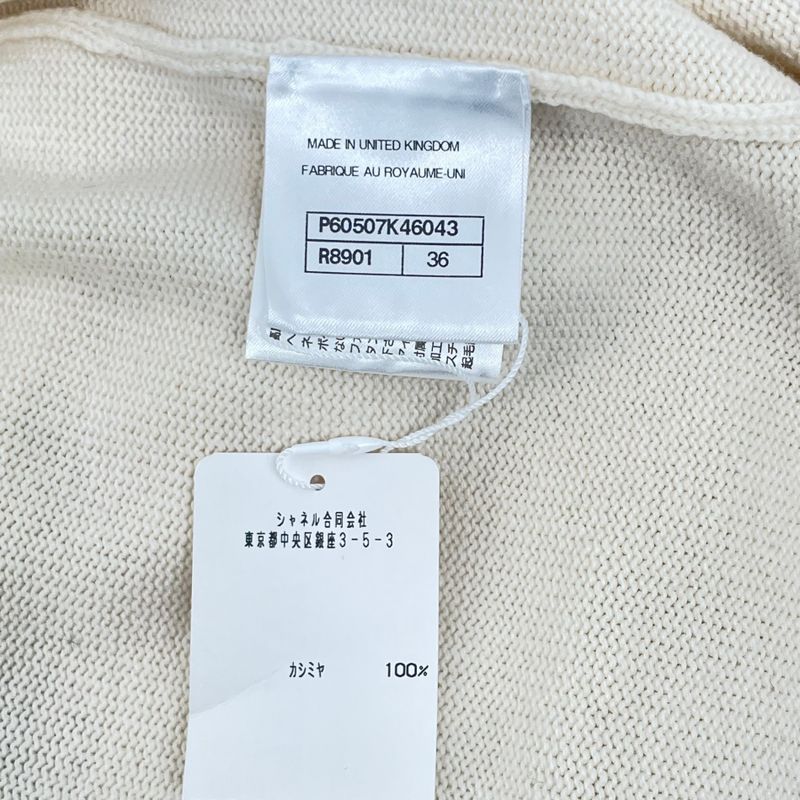 MADE IN UNITED KINGDOM
FABRIQUE AU ROYAUME-UNI
P60507K46043
R8901 36
シャネル合同会社
東京都中央区銀座3-5-3
カシミヤ 100%